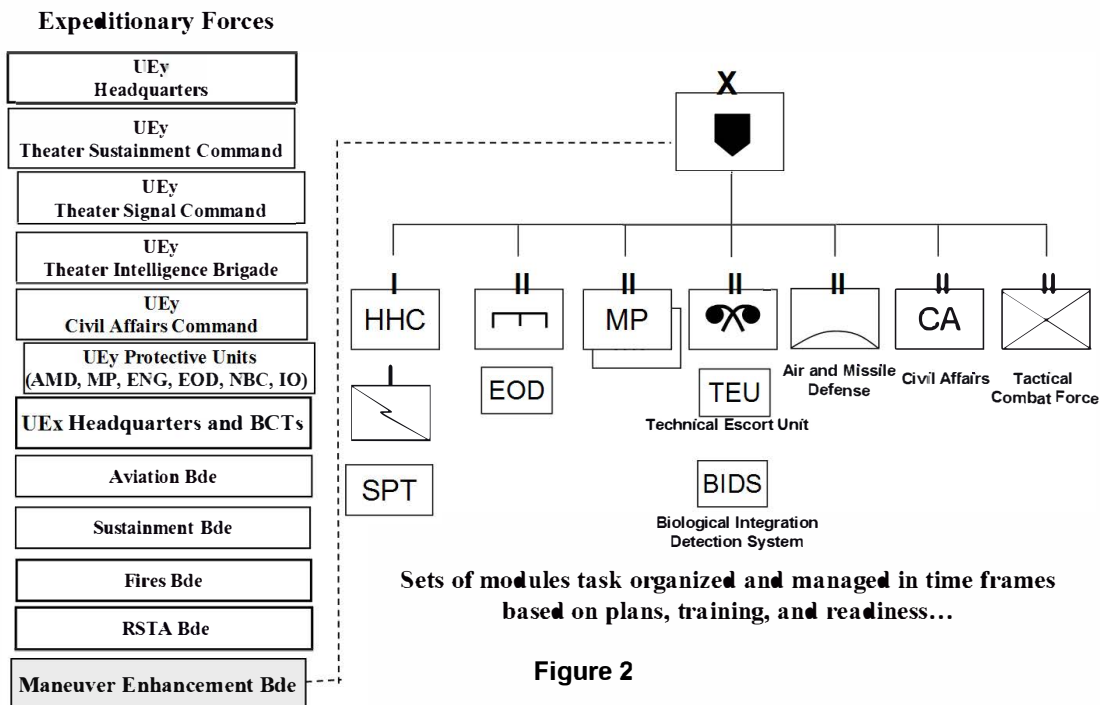 Expeditionary Forces
UEy
Headquarters
UEy
Theater Sustainment Command
UEy
Theater Signal Command
UEy
Theater Intelligence Brigade
UEy
Civil Affairs Command
UEy Protective Units
(AMD, MP, ENG, EOD, NBC, IO)
UEx Headquarters and BCTs
Aviation Bde
Sustainment Bde
Fires Bde
RSTA Bde
Maneuver Enhancement Bde
X
I
II
II
II
II
II
II
HHC
MP
CA
I
EOD
TEU
Technical Escort Unit
Air and Missile
Defense
Civil Affairs
Tactical
Combat Force
SPT
BIDS
Biological Integration
Detection System
Sets of modules task organized and managed in time frames
based on plans, training, and readiness…
Figure 2